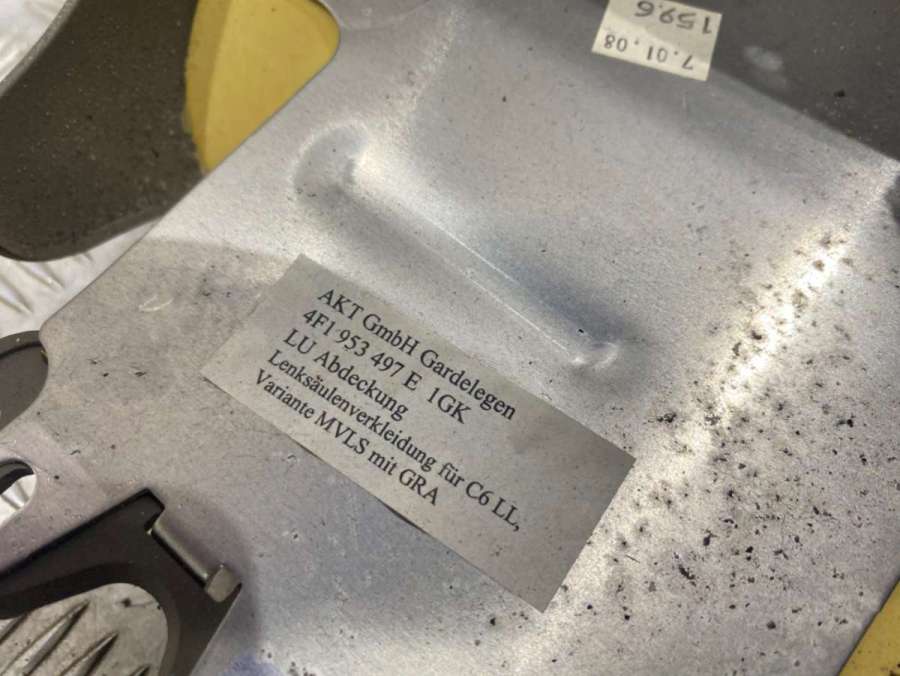 7.01.08
159.6
AKT GmbH Gardelegen
4F1 953 497 E 1GK
LU Abdeckung
Lenksäulenverkleidung für C6 LL,
Variante MVLS mit GRA